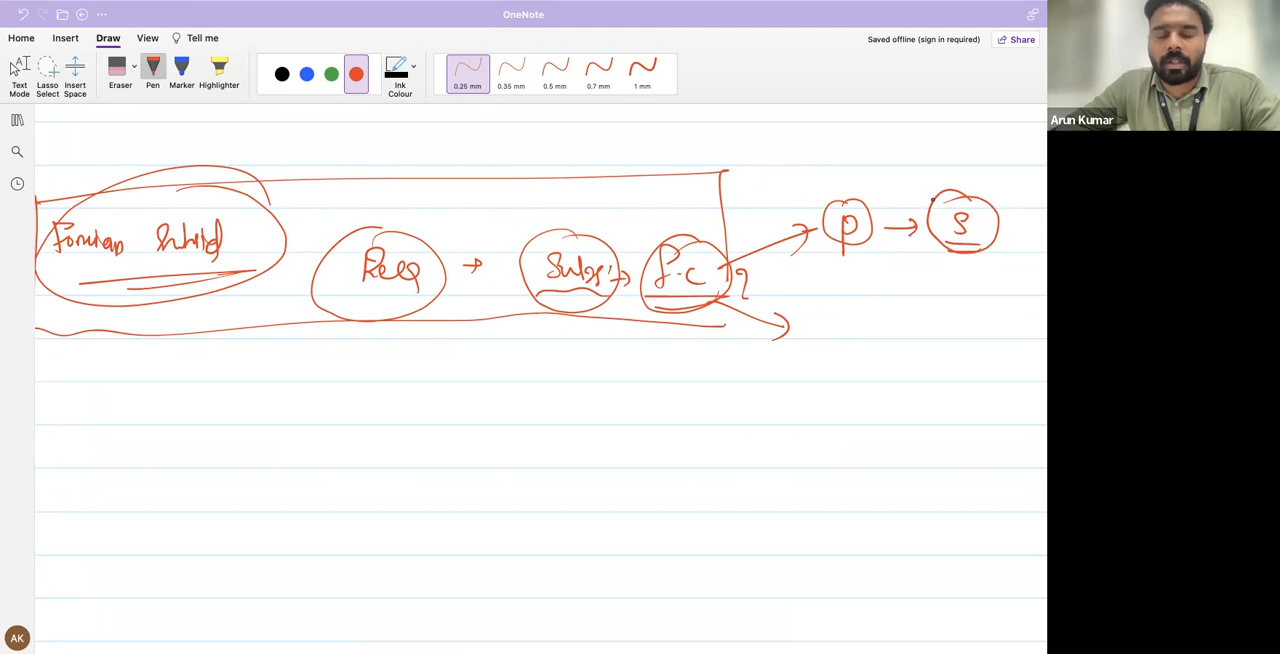 OneNote
Home Insert Draw View Tell me
Saved offline (sign in required) Share
Text Mode
Lasso Select
Insert Space
Eraser
Pen
Marker
Highlighter
Ink Colour
0.25 mm
0.35 mm
0.5 mm
0.7 mm
1 mm
Arun Kumar
P → S
Subs → f.c
AK